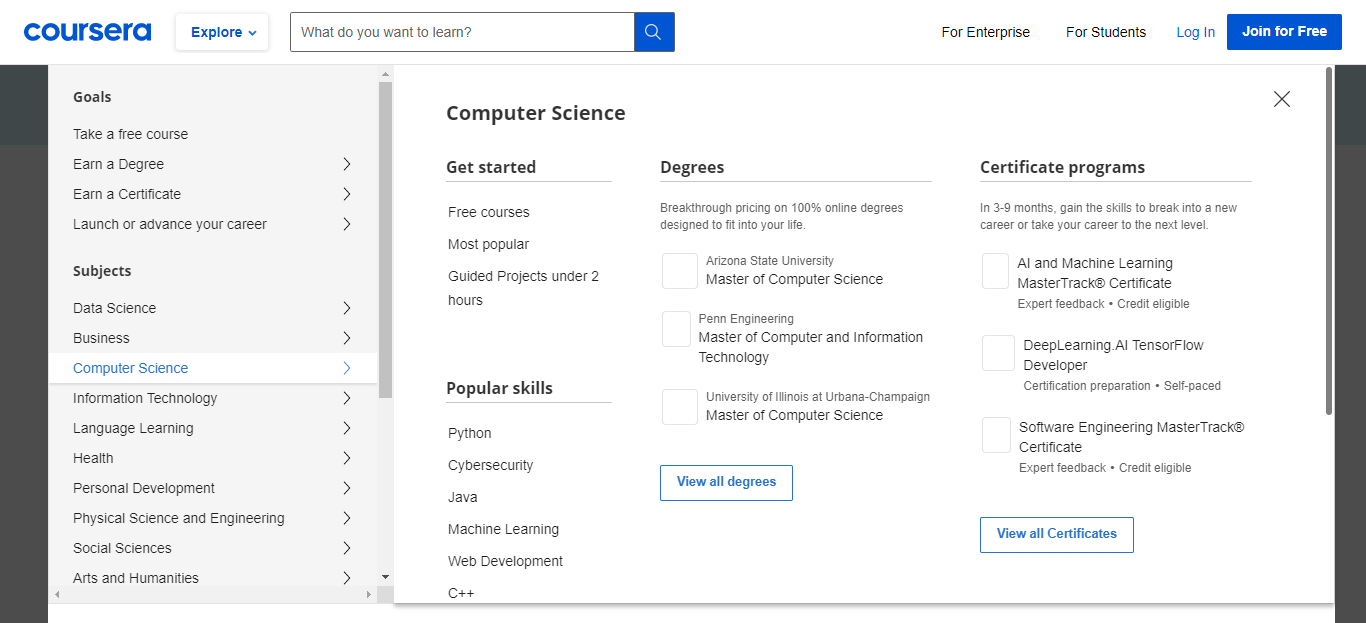 coursera
Explore
What do you want to learn?
For Enterprise
For Students
Log In
Join for Free
Goals
Take a free course
Earn a Degree
Earn a Certificate
Launch or advance your career
Subjects
Data Science
Business
Computer Science
Information Technology
Language Learning
Health
Personal Development
Physical Science and Engineering
Social Sciences
Arts and Humanities
Computer Science
Get started
Free courses
Most popular
Guided Projects under 2
hours
Popular skills
Python
Cybersecurity
Java
Machine Learning
Web Development
C++
Degrees
Breakthrough pricing on 100% online degrees
designed to fit into your life.
Arizona State University
Master of Computer Science
Penn Engineering
Master of Computer and Information
Technology
University of Illinois at Urbana-Champaign
Master of Computer Science
View all degrees
Certificate programs
In 3-9 months, gain the skills to break into a new
career or take your career to the next level.
AI and Machine Learning
MasterTrack® Certificate
Expert feedback • Credit eligible
DeepLearning.AI TensorFlow
Developer
Certification preparation • Self-paced
Software Engineering MasterTrack®
Certificate
Expert feedback • Credit eligible
View all Certificates